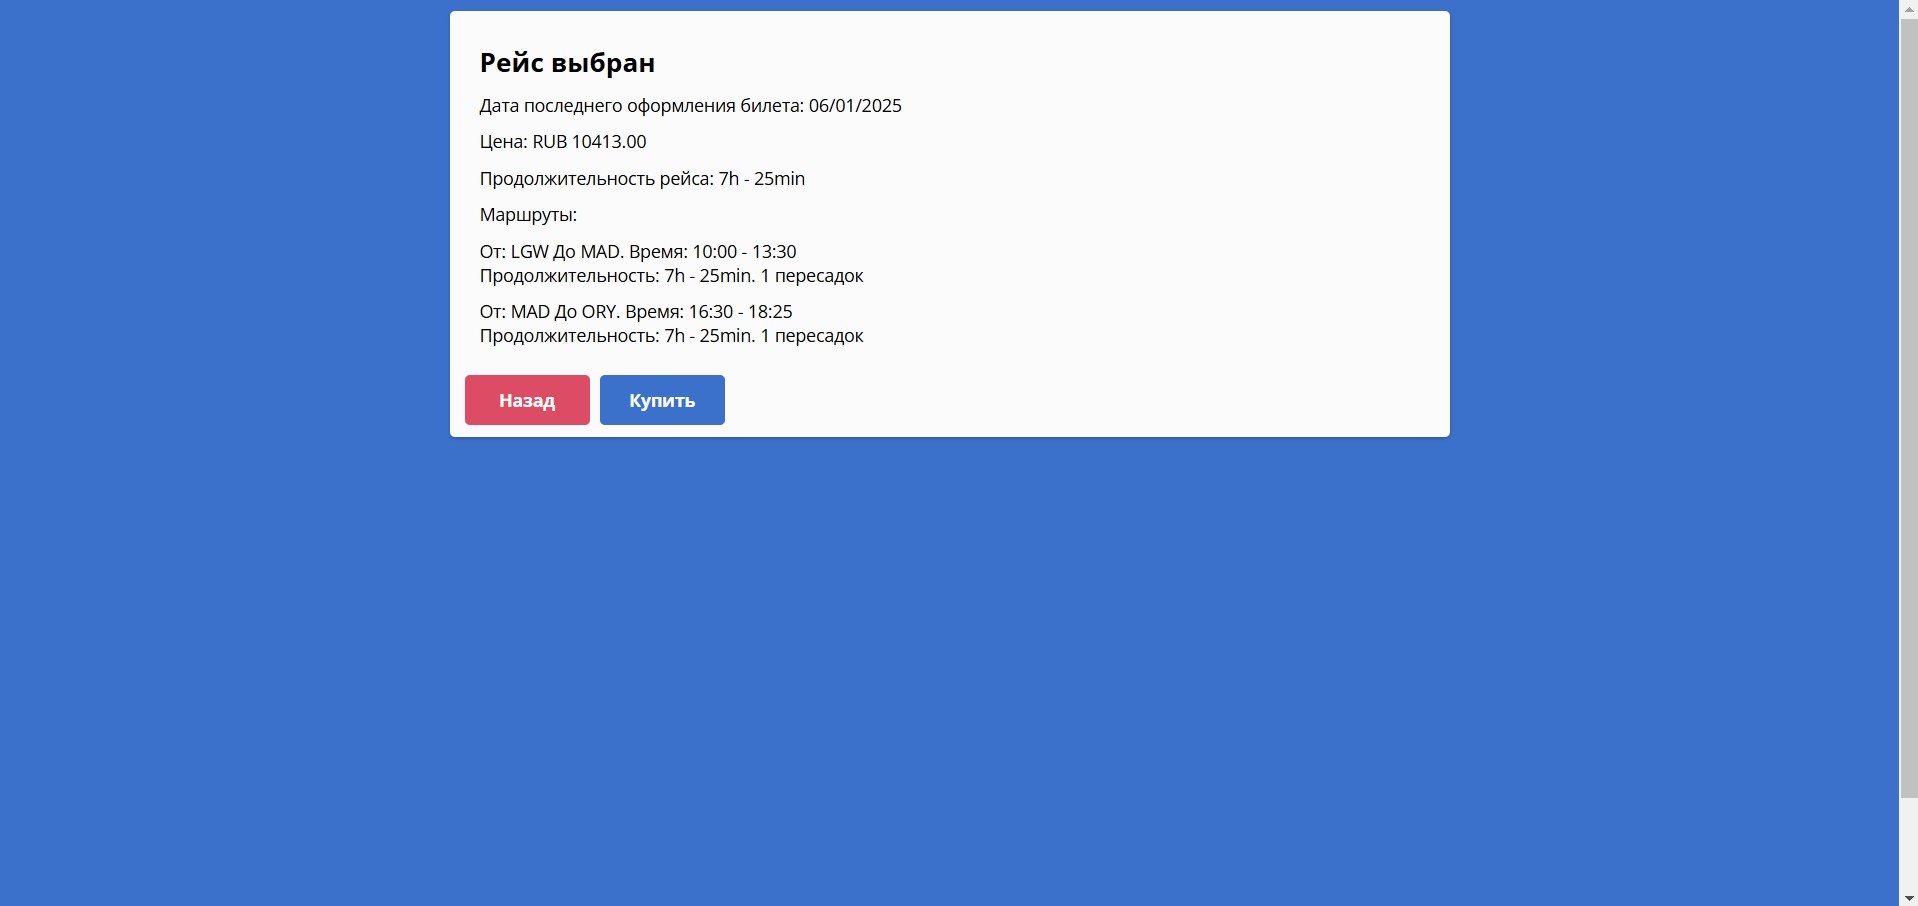 Рейс выбран
Дата последнего оформления билета: 06/01/2025
Цена: RUB 10413.00
Продолжительность рейса: 7h - 25min
Маршруты:
От: LGW До MAD. Время: 10:00 - 13:30
Продолжительность: 7h - 25min. 1 пересадок
От: MAD До ORY. Время: 16:30 - 18:25
Продолжительность: 7h - 25min. 1 пересадок
Назад
Купить